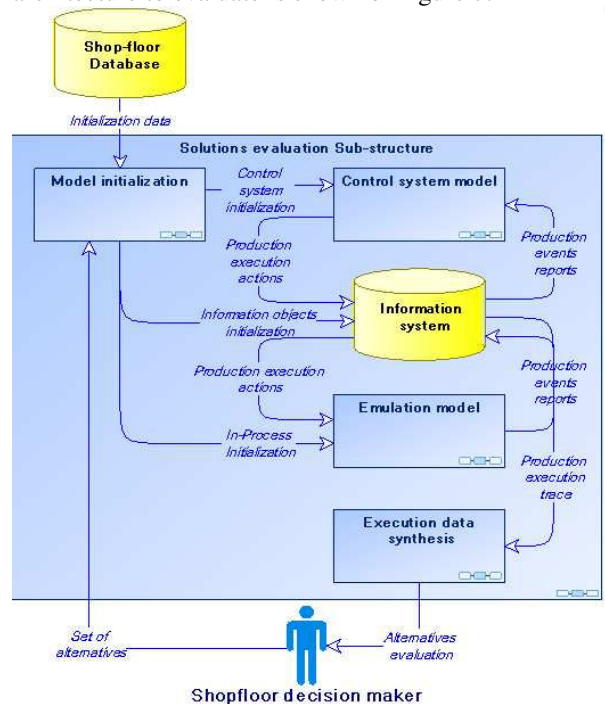 Shop-floor
Database
Initialization data
Solutions evaluation Sub-structure
Model initialization
Control
system
initialization
Control system model
Production
execution
actions
Production
events
reports
Information objects
initialization
Information
system
Production execution
actions
Production
events
reports
Emulation model
In-Process
Initialization
Production
execution
trace
Execution data
synthesis
Set of
alternatives
Alternatives
evaluation
Shopfloor decision maker